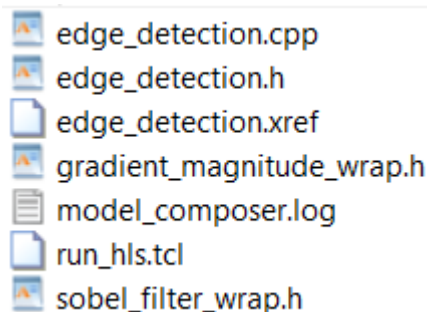 edge_detection.cpp
edge_detection.h
edge_detection.xref
gradient_magnitude_wrap.h
model_composer.log
run_hls.tcl
sobel_filter_wrap.h